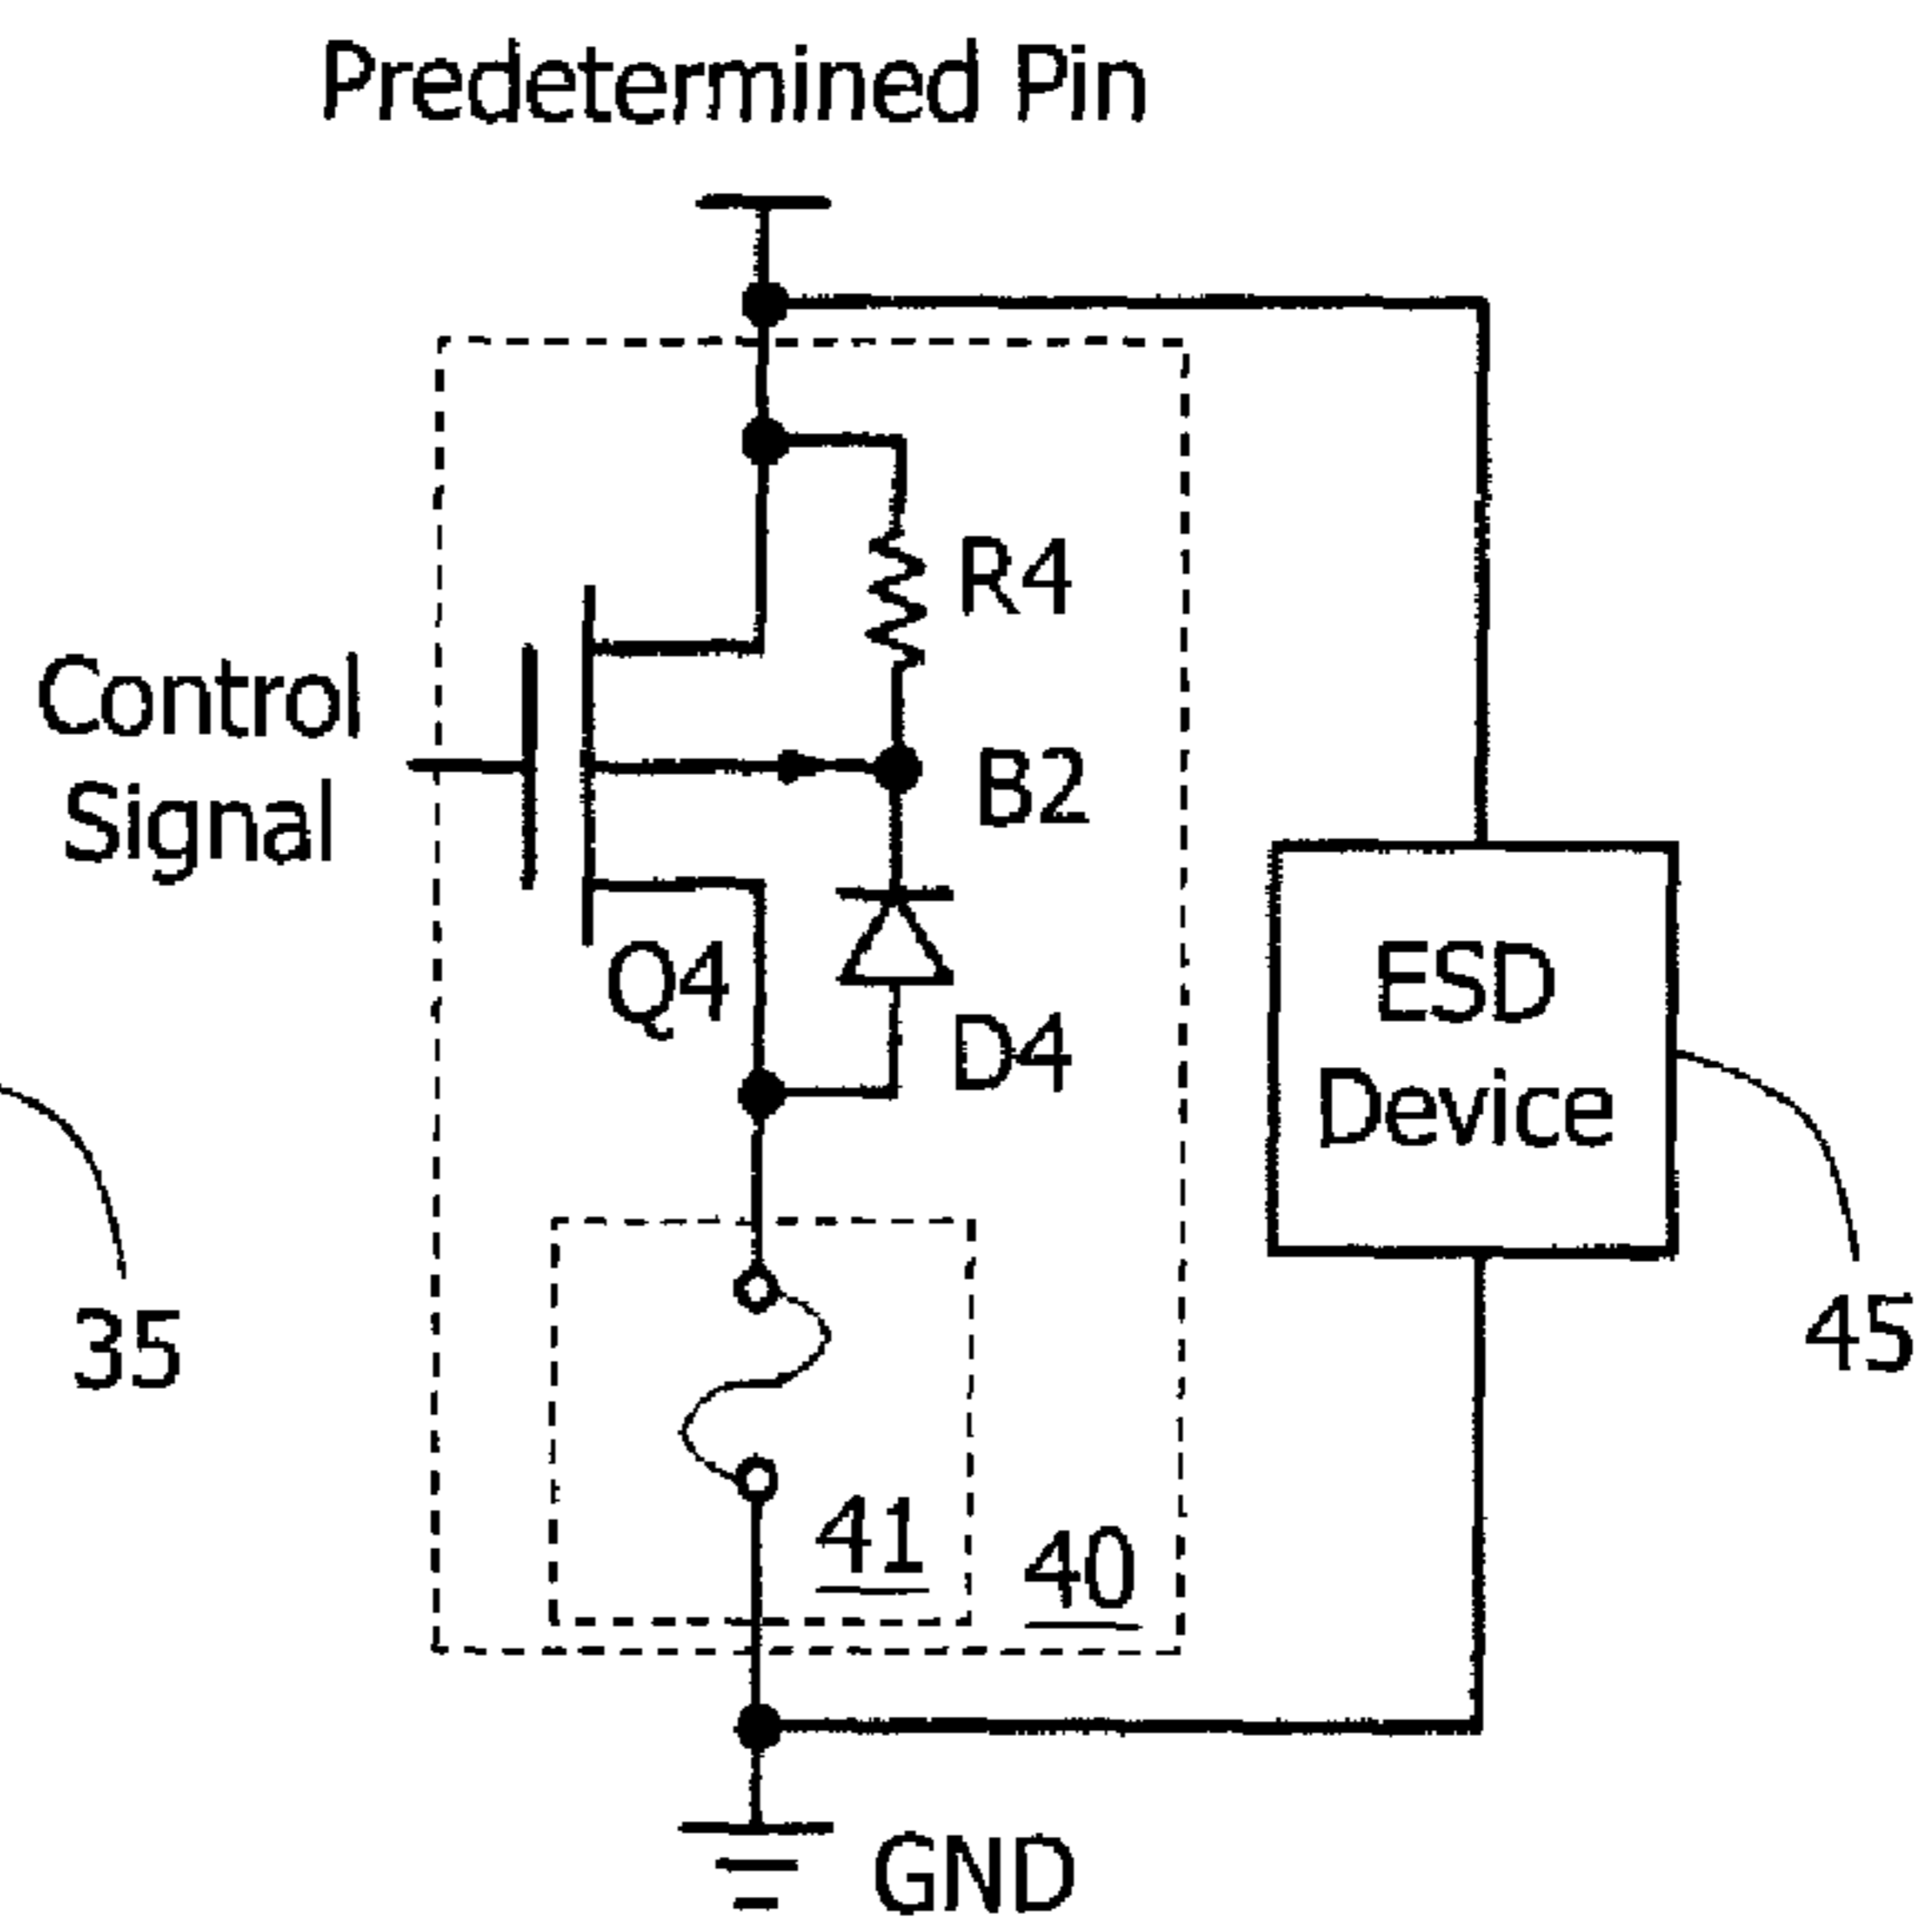 Predetermined Pin
R4
Control
Signal
B2
Q4
D4
ESD
Device
35
45
41
40
GND